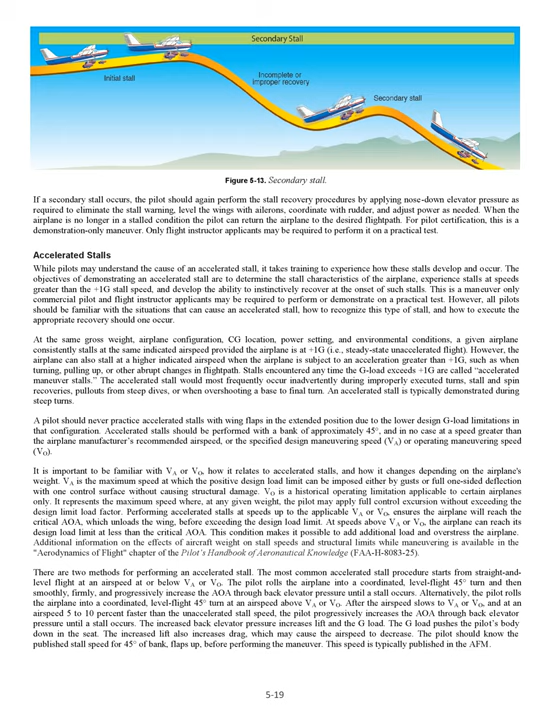 Secondary Stall
Initial stall
Incomplete or
improper recovery
Secondary stall
Figure 5-13. Secondary stall.
If a secondary stall occurs, the pilot should again perform the stall recovery procedures by applying nose-down elevator pressure as
required to eliminate the stall warning, level the wings with ailerons, coordinate with rudder, and adjust power as needed. When the
airplane is no longer in a stalled condition the pilot can return the airplane to the desired flightpath. For pilot certification, this is a
demonstration-only maneuver. Only flight instructor applicants may be required to perform it on a practical test.
Accelerated Stalls
While pilots may understand the cause of an accelerated stall, it takes training to experience how these stalls develop and occur. The
objectives of demonstrating an accelerated stall are to determine the stall characteristics of the airplane, experience stalls at speeds
greater than the +1G stall speed, and develop the ability to instinctively recover at the onset of such stalls. This is a maneuver only
commercial pilot and flight instructor applicants may be required to perform or demonstrate on a practical test. However, all pilots
should be familiar with the situations that can cause an accelerated stall, how to recognize this type of stall, and how to execute the
appropriate recovery should one occur.
At the same gross weight, airplane configuration, CG location, power setting, and environmental conditions, a given airplane
consistently stalls at the same indicated airspeed provided the airplane is at +1G (i.e., steady-state unaccelerated flight). However, the
airplane can also stall at a higher indicated airspeed when the airplane is subject to an acceleration greater than +1G, such as when
turning, pulling up, or other abrupt changes in flightpath. Stalls encountered any time the G-load exceeds +1G are called “accelerated
maneuver stalls.” The accelerated stall would most frequently occur inadvertently during improperly executed turns, stall and spin
recoveries, pullouts from steep dives, or when overshooting a base to final turn. An accelerated stall is typically demonstrated during
steep turns.
A pilot should never practice accelerated stalls with wing flaps in the extended position due to the lower design G-load limitations in
that configuration. Accelerated stalls should be performed with a bank of approximately 45°, and in no case at a speed greater than
the airplane manufacturer’s recommended airspeed, or the specified design maneuvering speed (VA) or operating maneuvering speed
(VO).
It is important to be familiar with VA or VO, how it relates to accelerated stalls, and how it changes depending on the airplane's
weight. VA is the maximum speed at which the positive design load limit can be imposed either by gusts or full one-sided deflection
with one control surface without causing structural damage. VO is a historical operating limitation applicable to certain airplanes
only. It represents the maximum speed where, at any given weight, the pilot may apply full control excursion without exceeding the
design limit load factor. Performing accelerated stalls at speeds up to the applicable VA or VO, ensures the airplane will reach the
critical AOA, which unloads the wing, before exceeding the design load limit. At speeds above VA or VO, the airplane can reach its
design load limit at less than the critical AOA. This condition makes it possible to add additional load and overstress the airplane.
Additional information on the effects of aircraft weight on stall speeds and structural limits while maneuvering is available in the
"Aerodynamics of Flight" chapter of the Pilot’s Handbook of Aeronautical Knowledge (FAA-H-8083-25).
There are two methods for performing an accelerated stall. The most common accelerated stall procedure starts from straight-and-
level flight at an airspeed at or below VA or VO. The pilot rolls the airplane into a coordinated, level-flight 45° turn and then
smoothly, firmly, and progressively increase the AOA through back elevator pressure until a stall occurs. Alternatively, the pilot rolls
the airplane into a coordinated, level-flight 45° turn at an airspeed above VA or VO. After the airspeed slows to VA or VO, and at an
airspeed 5 to 10 percent faster than the unaccelerated stall speed, the pilot progressively increases the AOA through back elevator
pressure until a stall occurs. The increased back elevator pressure increases lift and the G load. The G load pushes the pilot’s body
down in the seat. The increased lift also increases drag, which may cause the airspeed to decrease. The pilot should know the
published stall speed for 45° of bank, flaps up, before performing the maneuver. This speed is typically published in the AFM.
5-19